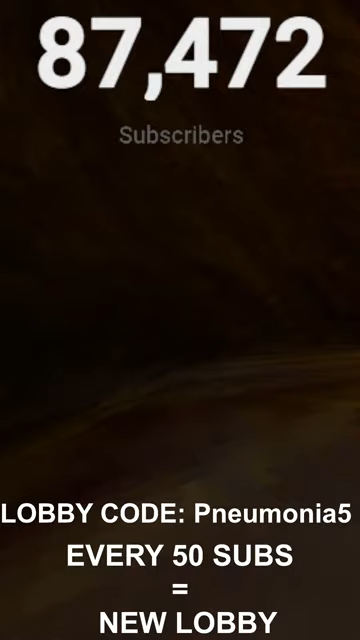 87,472
Subscribers
LOBBY CODE: Pneumonia5
EVERY 50 SUBS
=
NEW LOBBY